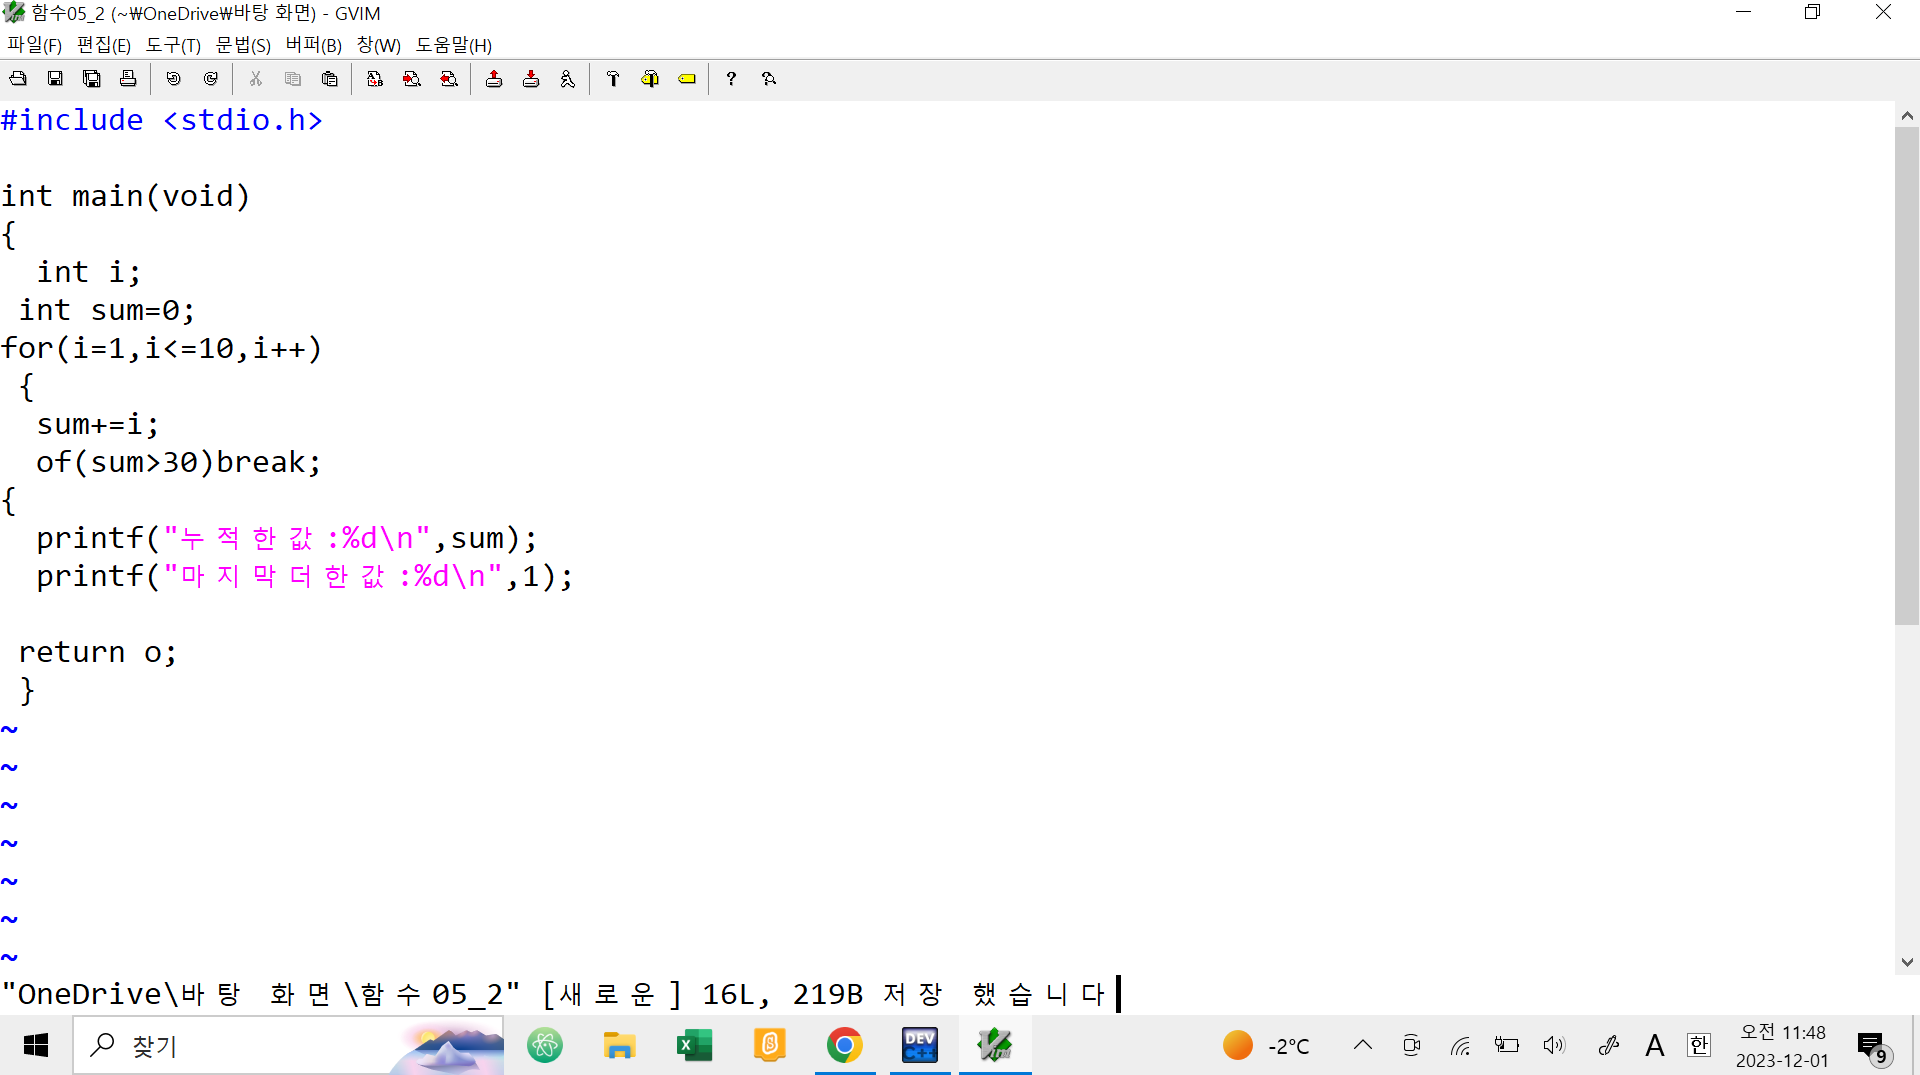 함수05_2 (~₩OneDrive₩바탕 화면) - GVIM
파일(F) 편집(E) 도구(T) 문법(S) 버퍼(B) 창(W) 도움말(H)
#include <stdio.h>
int main(void)
{
int i;
int sum=0;
for(i=1,i<=10,i++)
{
sum+=i;
of(sum>30)break;
{
printf("누적한값:%d\n",sum);
printf("마지막더한값:%d\n",1);
return o;
}
~
~
~
~
~
~
~
"OneDrive\바탕 화면\함수05_2" [새로운] 16L, 219B 저장 했습니다
찾기
DEV C++
-2°C
A
한
오전 11:48
2023-12-01
9